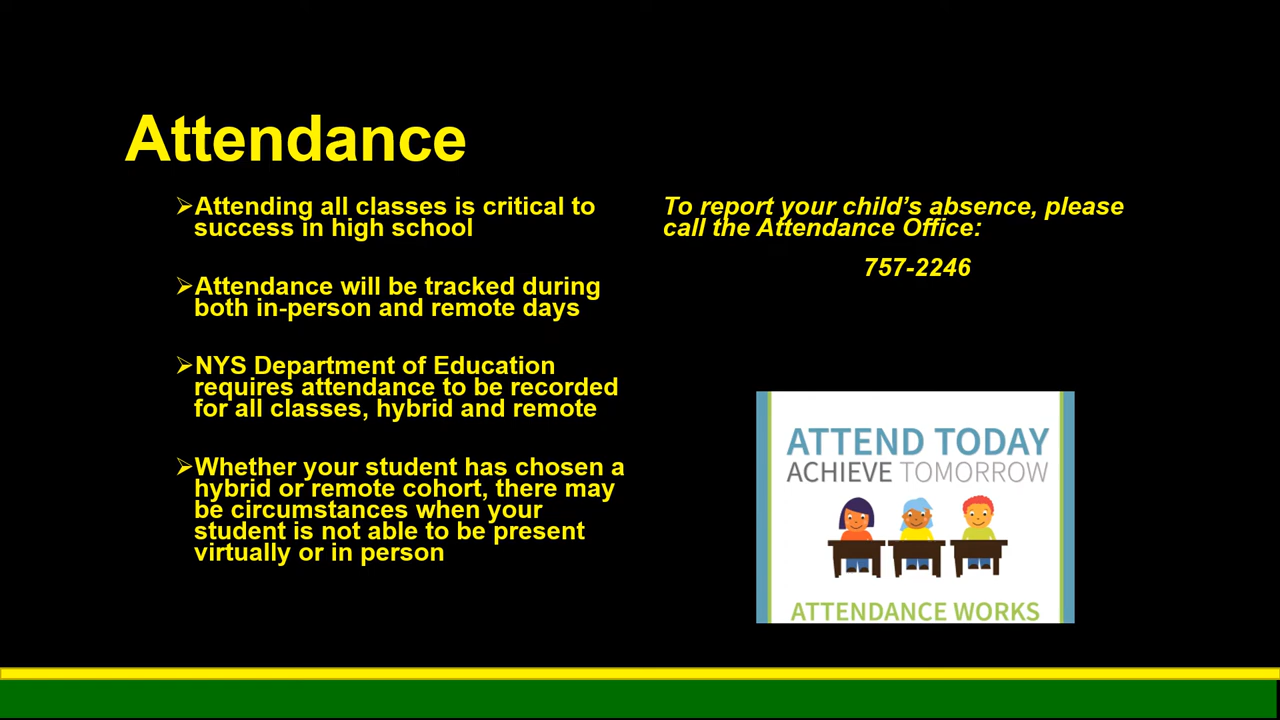 Attendance
➢Attending all classes is critical to
success in high school
➢Attendance will be tracked during
both in-person and remote days
➢NYS Department of Education
requires attendance to be recorded
for all classes, hybrid and remote
➢Whether your student has chosen a
hybrid or remote cohort, there may
be circumstances when your
student is not able to be present
virtually or in person
To report your child’s absence, please
call the Attendance Office:
757-2246
ATTEND TODAY
ACHIEVE TOMORROW
ATTENDANCE WORKS